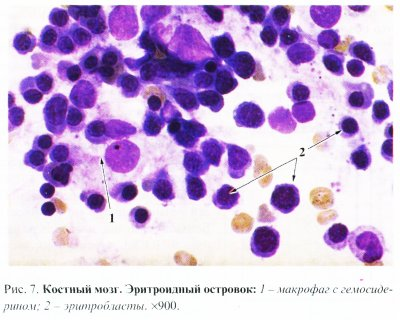 1
2
Рис. 7. Костный мозг. Эритроидный островок: 1 – макрофаг с гемосиде-
рином; 2 – эритробласты. ×900.